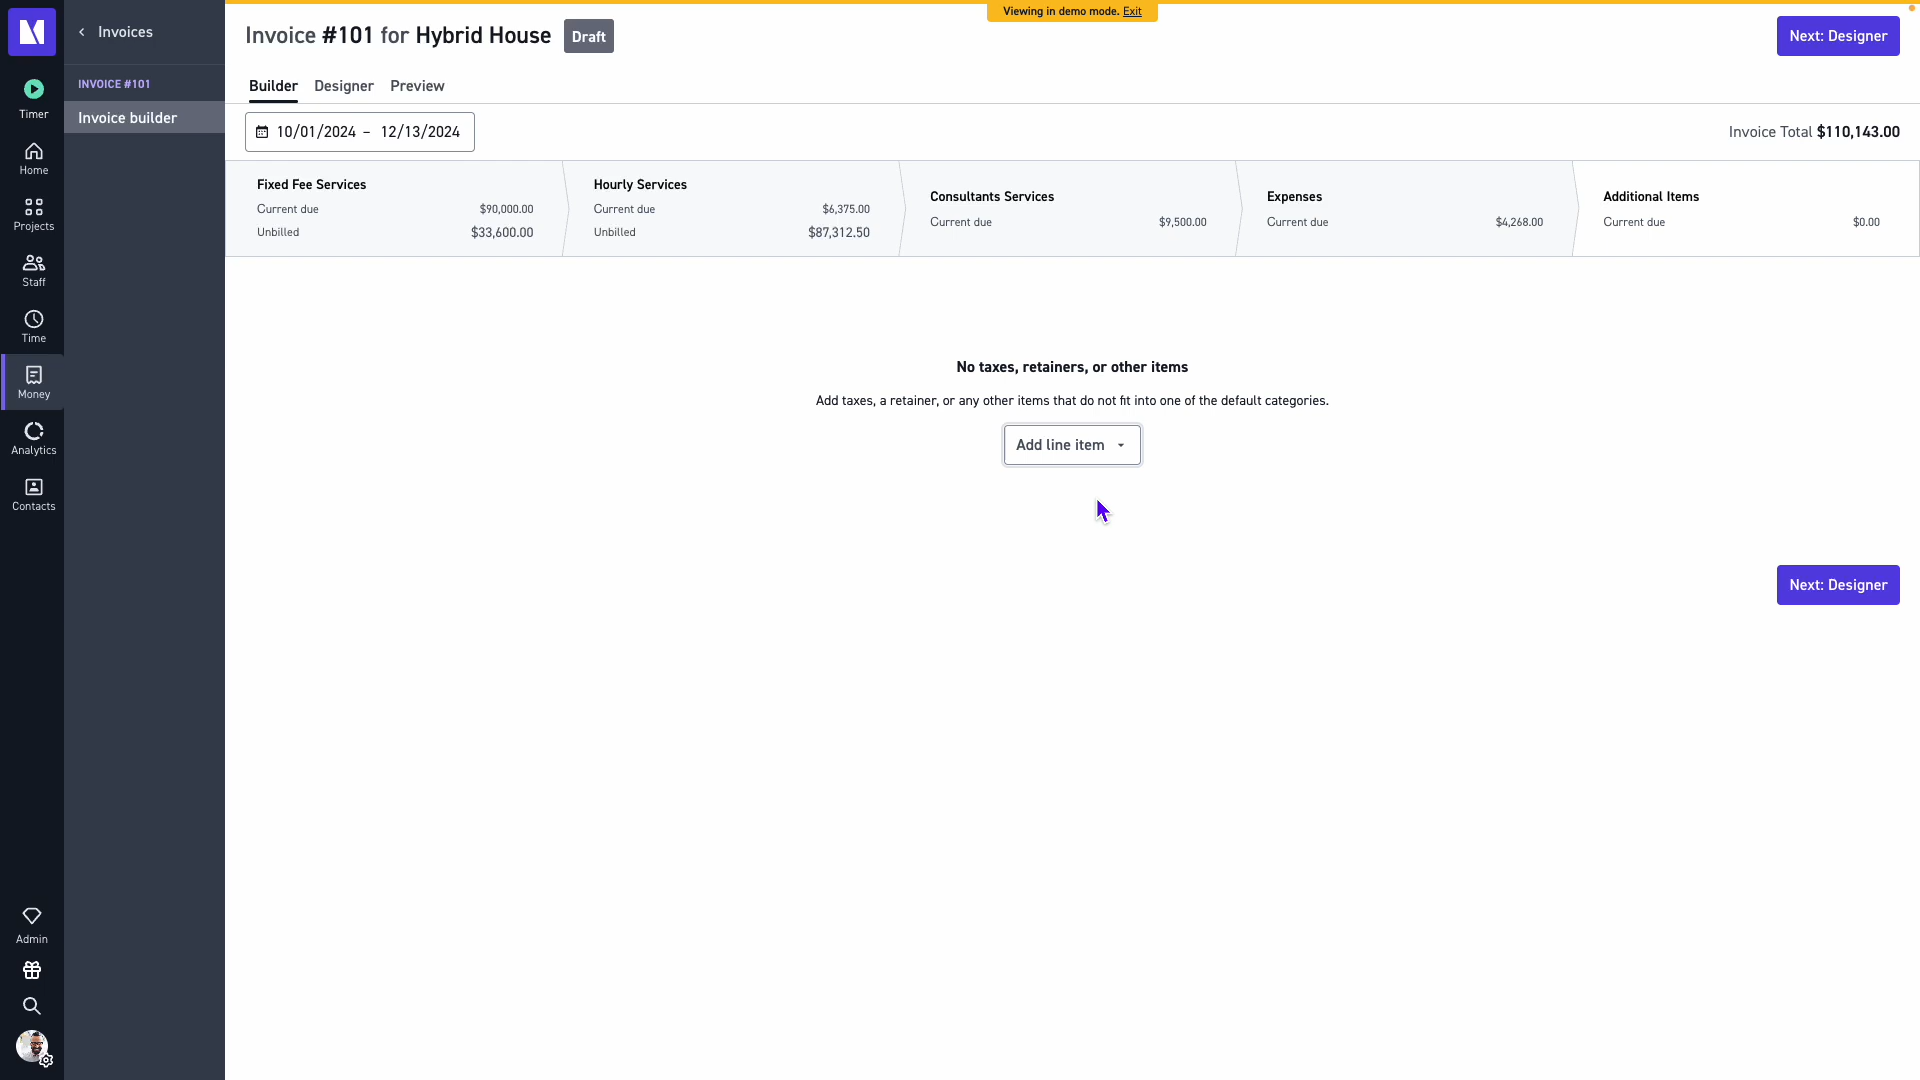 Viewing in demo mode. Exit
Invoices
Invoice #101 for Hybrid House
Draft
Next: Designer
INVOICE #101
Invoice builder
Builder
Designer
Preview
Timer
Home
Projects
Staff
Time
Money
Analytics
Contacts
Admin
10/01/2024 – 12/13/2024
Invoice Total $110,143.00
Fixed Fee Services
Current due $90,000.00
Unbilled $33,600.00
Hourly Services
Current due $6,375.00
Unbilled $87,312.50
Consultants Services
Current due $9,500.00
Expenses
Current due $4,268.00
Additional Items
Current due $0.00
No taxes, retainers, or other items
Add taxes, a retainer, or any other items that do not fit into one of the default categories.
Add line item
Next: Designer